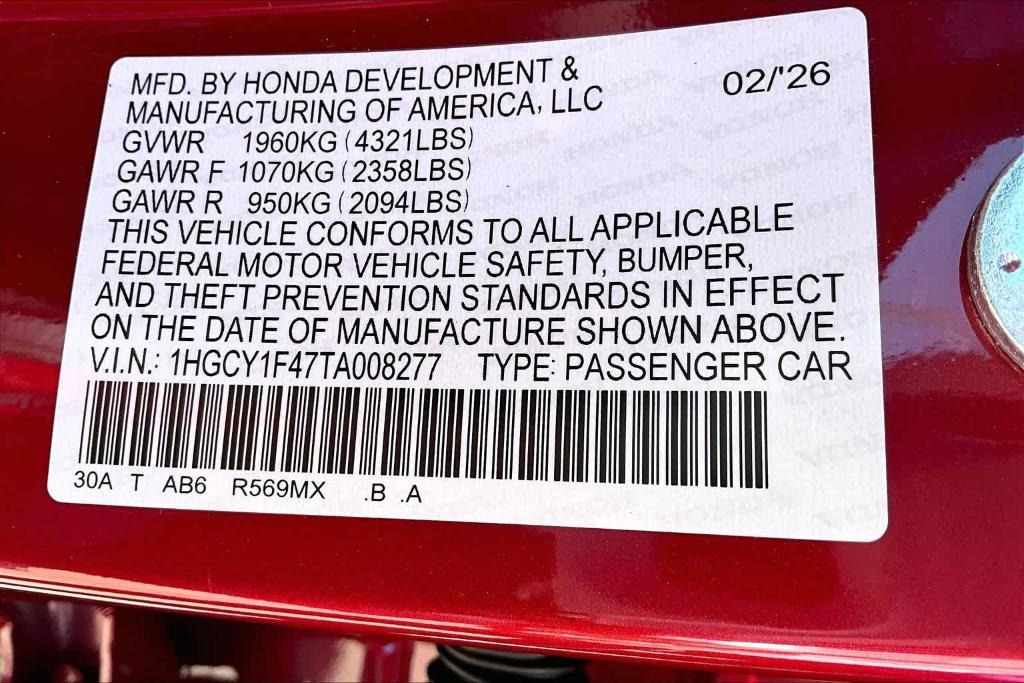 MFD. BY HONDA DEVELOPMENT & 02/'26
MANUFACTURING OF AMERICA, LLC
GVWR 1960KG (4321LBS)
GAWR F 1070KG (2358LBS)
GAWR R 950KG (2094LBS)
THIS VEHICLE CONFORMS TO ALL APPLICABLE
FEDERAL MOTOR VEHICLE SAFETY, BUMPER,
AND THEFT PREVENTION STANDARDS IN EFFECT
ON THE DATE OF MANUFACTURE SHOWN ABOVE.
V.I.N.: 1HGCY1F47TA008277 TYPE: PASSENGER CAR
30A T AB6 R569MX .B .A